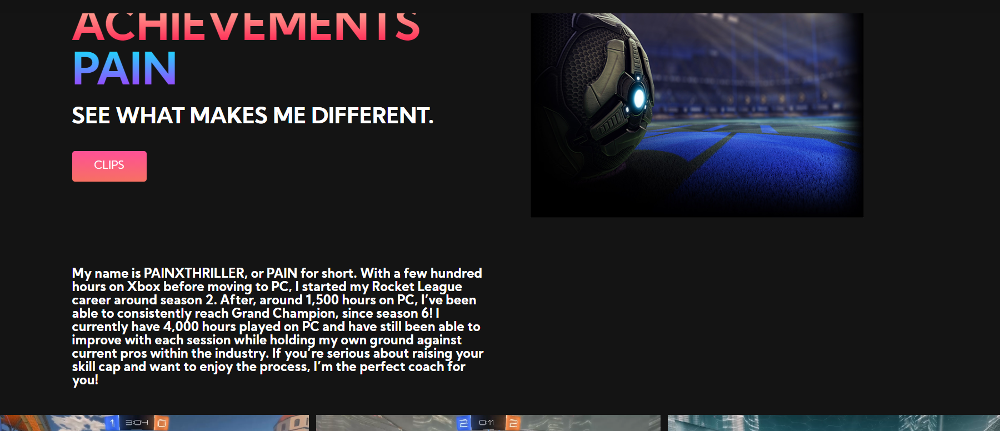 ACHIEVEMENTS
PAIN
SEE WHAT MAKES ME DIFFERENT.
CLIPS
My name is PAINXTHRILLER, or PAIN for short. With a few hundred
hours on Xbox before moving to PC, I started my Rocket League
career around season 2. After, around 1,500 hours on PC, I’ve been
able to consistently reach Grand Champion, since season 6! I
currently have 4,000 hours played on PC and have still been able to
improve with each session while holding my own ground against
current pros within the industry. If you’re serious about raising your
skill cap and want to enjoy the process, I’m the perfect coach for
you!
1 3:04 0
2 0:11 2